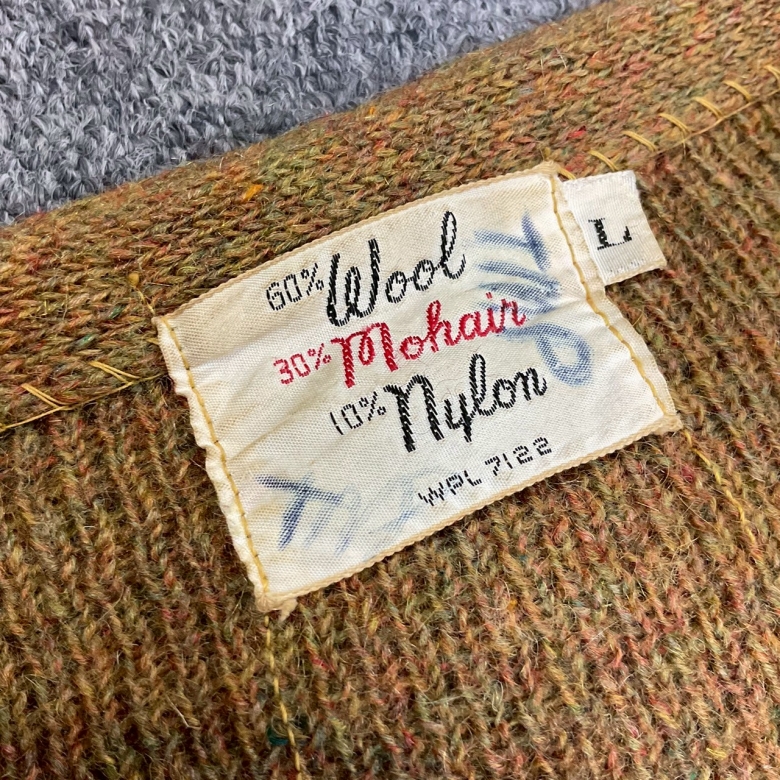 60% Wool
30% Mohair
10% Nylon
WPL 7122
L